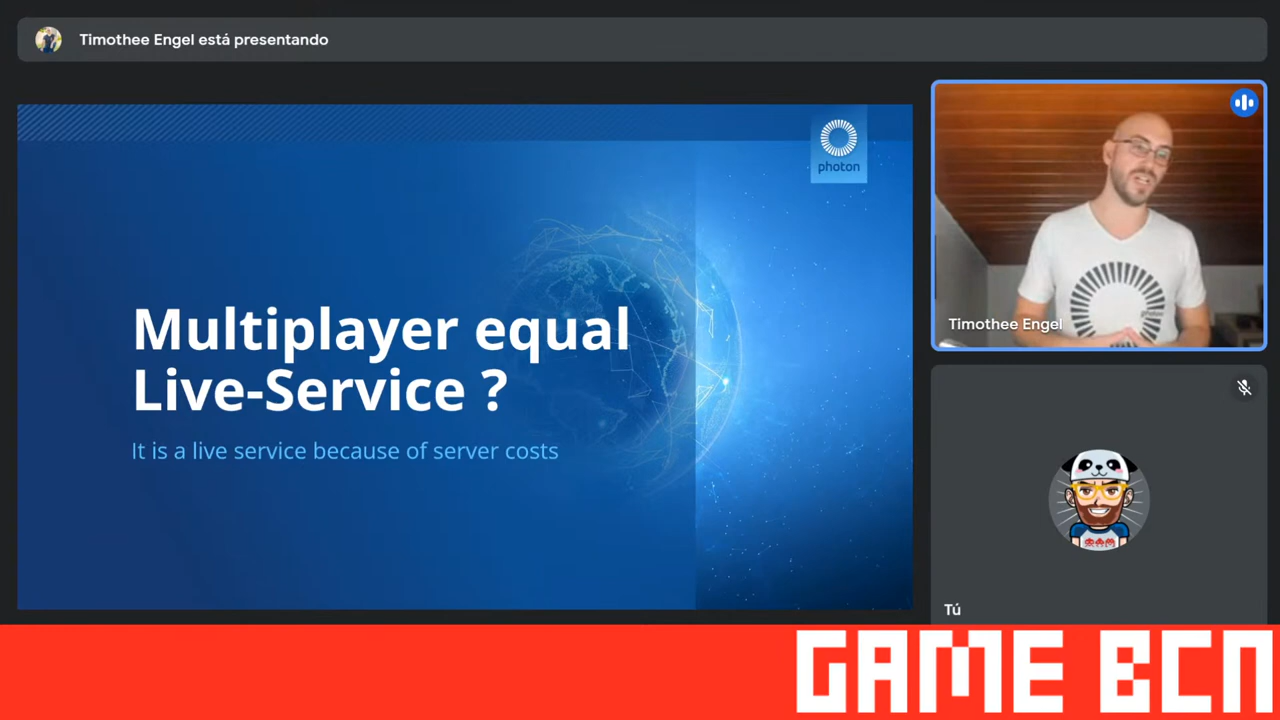 Timothee Engel está presentando
photon
Multiplayer equal
Live-Service ?
It is a live service because of server costs
photon
Timothee Engel
Tú
GAME BCN